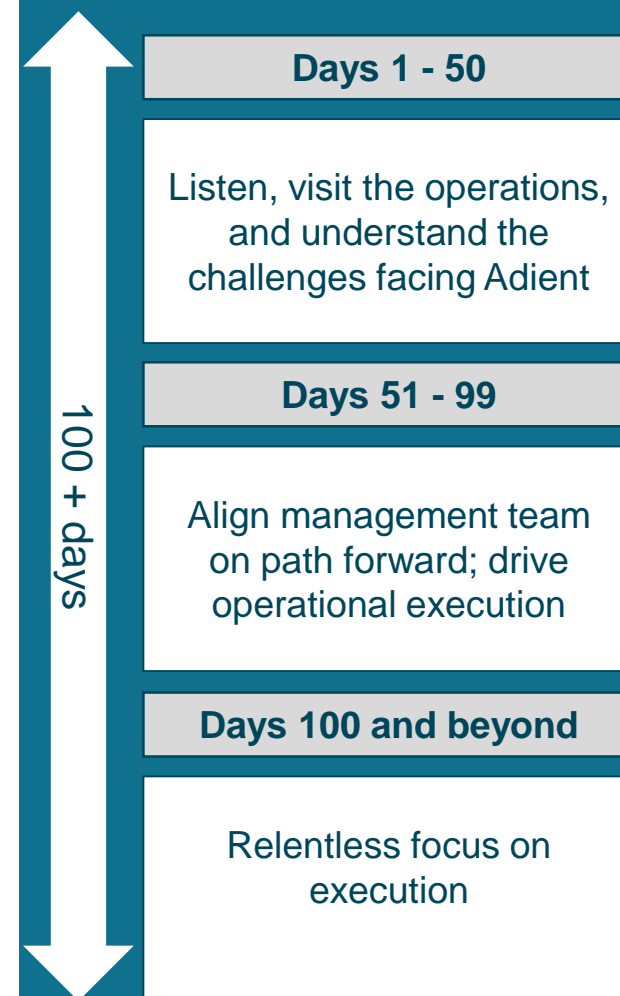 100 + days
Days 1 - 50
Listen, visit the operations,
and understand the
challenges facing Adient
Days 51 - 99
Align management team
on path forward; drive
operational execution
Days 100 and beyond
Relentless focus on
execution